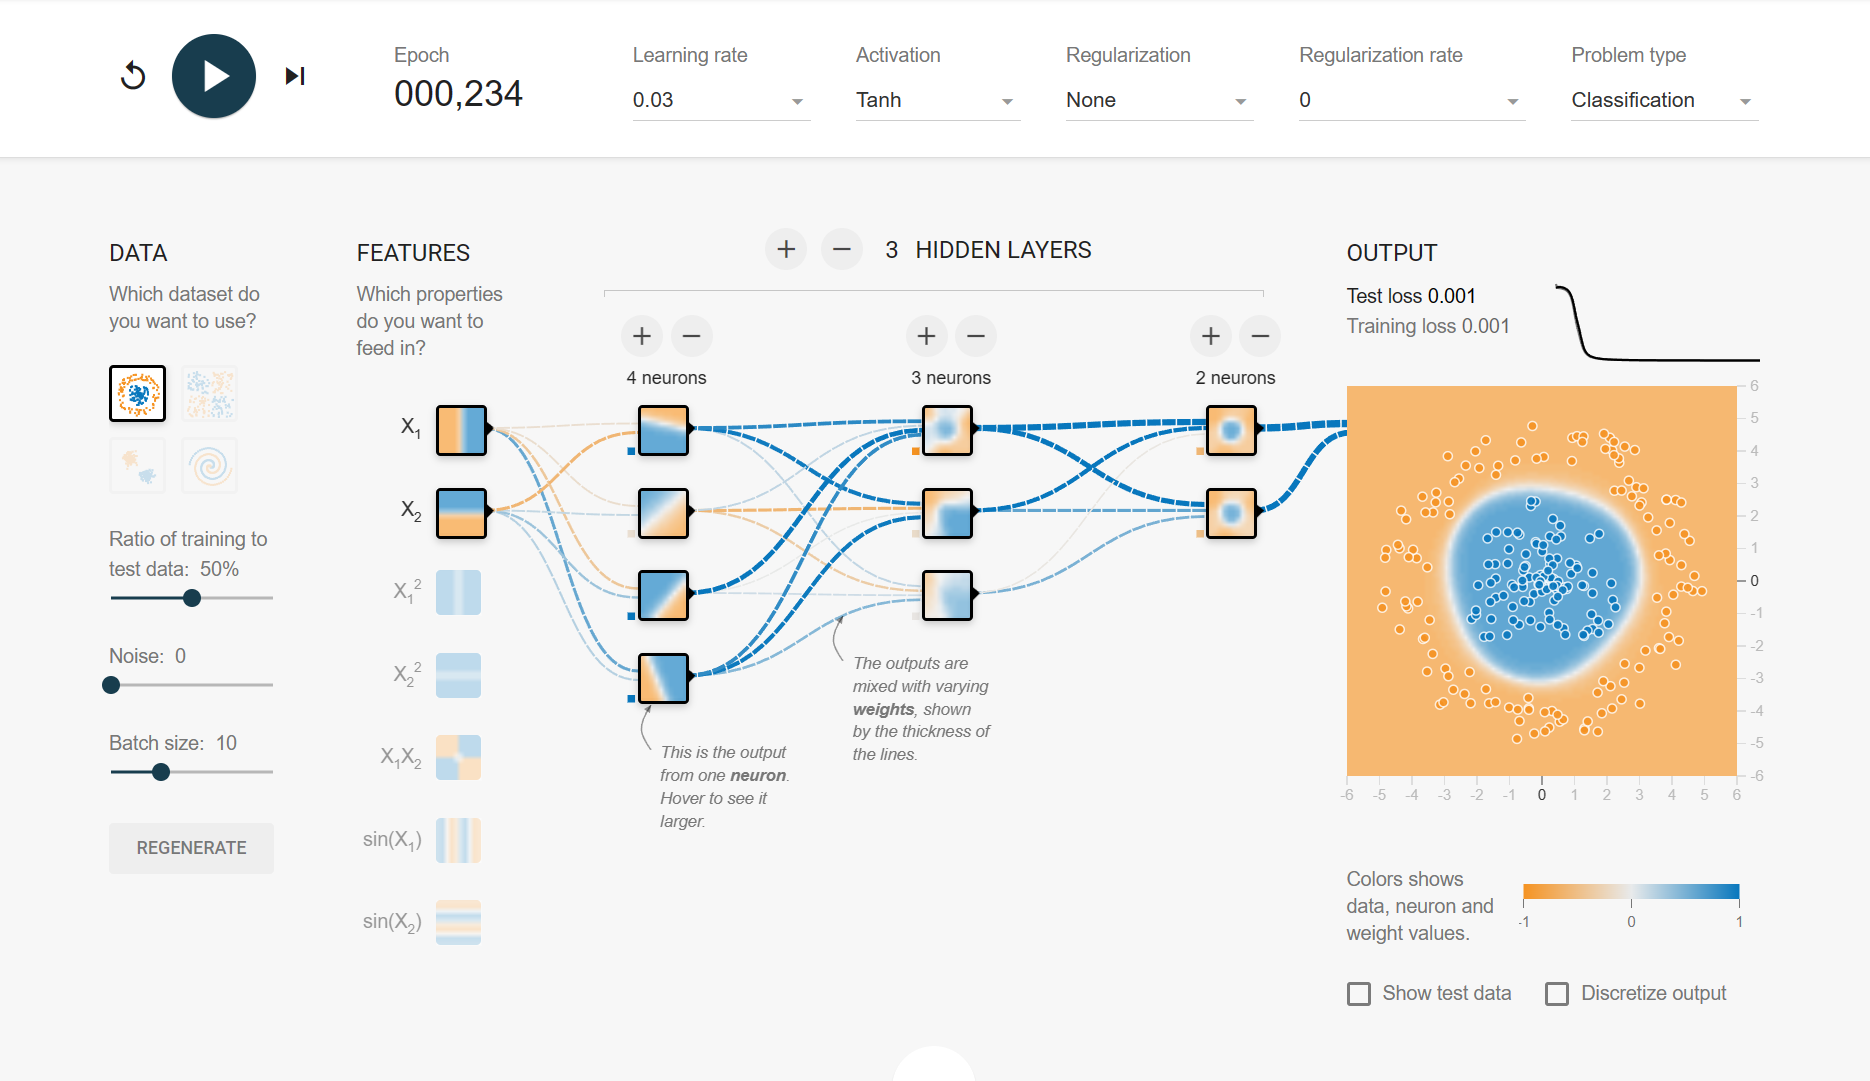 Epoch
000,234
Learning rate
0.03
Activation
Tanh
Regularization
None
Regularization rate
0
Problem type
Classification
DATA
Which dataset do
you want to use?
Ratio of training to
test data: 50%
Noise: 0
Batch size: 10
REGENERATE
FEATURES
Which properties
do you want to
feed in?
X1
X2
X1^2
X2^2
X1X2
sin(X1)
sin(X2)
+ − 3 HIDDEN LAYERS
+ − + − + −
4 neurons
3 neurons
2 neurons
This is the output
from one neuron.
Hover to see it
larger.
The outputs are
mixed with varying
weights, shown
by the thickness of
the lines.
OUTPUT
Test loss 0.001
Training loss 0.001
6
5
4
3
2
1
0
-1
-2
-3
-4
-5
-6
-6 -5 -4 -3 -2 -1 0 1 2 3 4 5 6
Colors shows
data, neuron and
weight values.
-1 0 1
Show test data
Discretize output